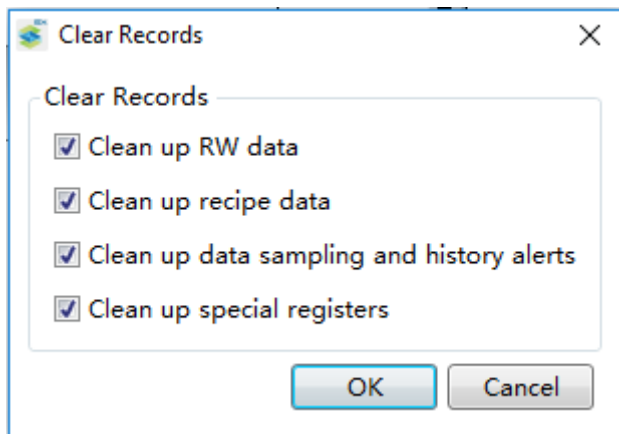 Clear Records
Clear Records
Clean up RW data
Clean up recipe data
Clean up data sampling and history alerts
Clean up special registers
OK
Cancel